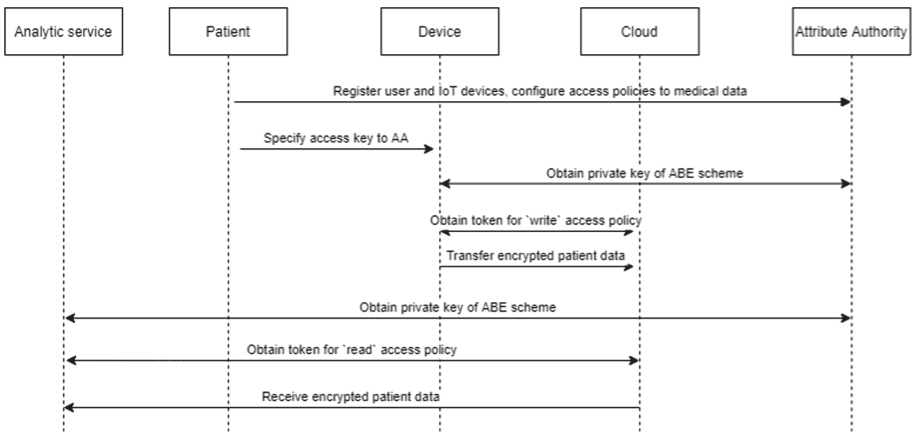 Analytic service
Patient
Device
Cloud
Attribute Authority
Register user and IoT devices, configure access policies to medical data
Specify access key to AA
Obtain private key of ABE scheme
Obtain token for `write` access policy
Transfer encrypted patient data
Obtain private key of ABE scheme
Obtain token for `read` access policy
Receive encrypted patient data